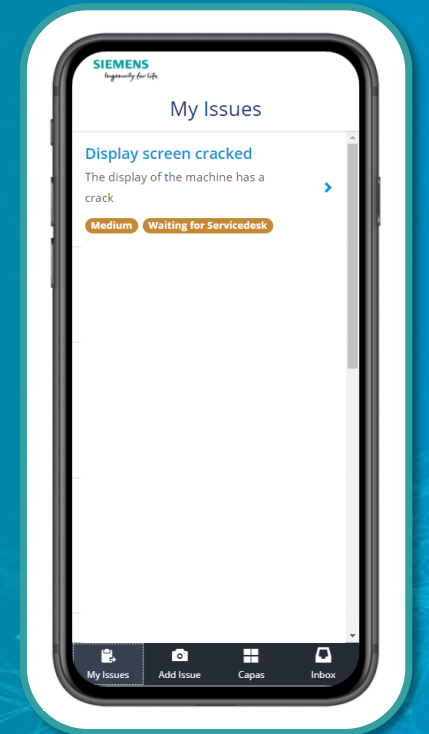 SIEMENS
Ingenuity for life
My Issues
Display screen cracked
The display of the machine has a
crack
Medium Waiting for Servicedesk
My Issues Add Issue Capas Inbox